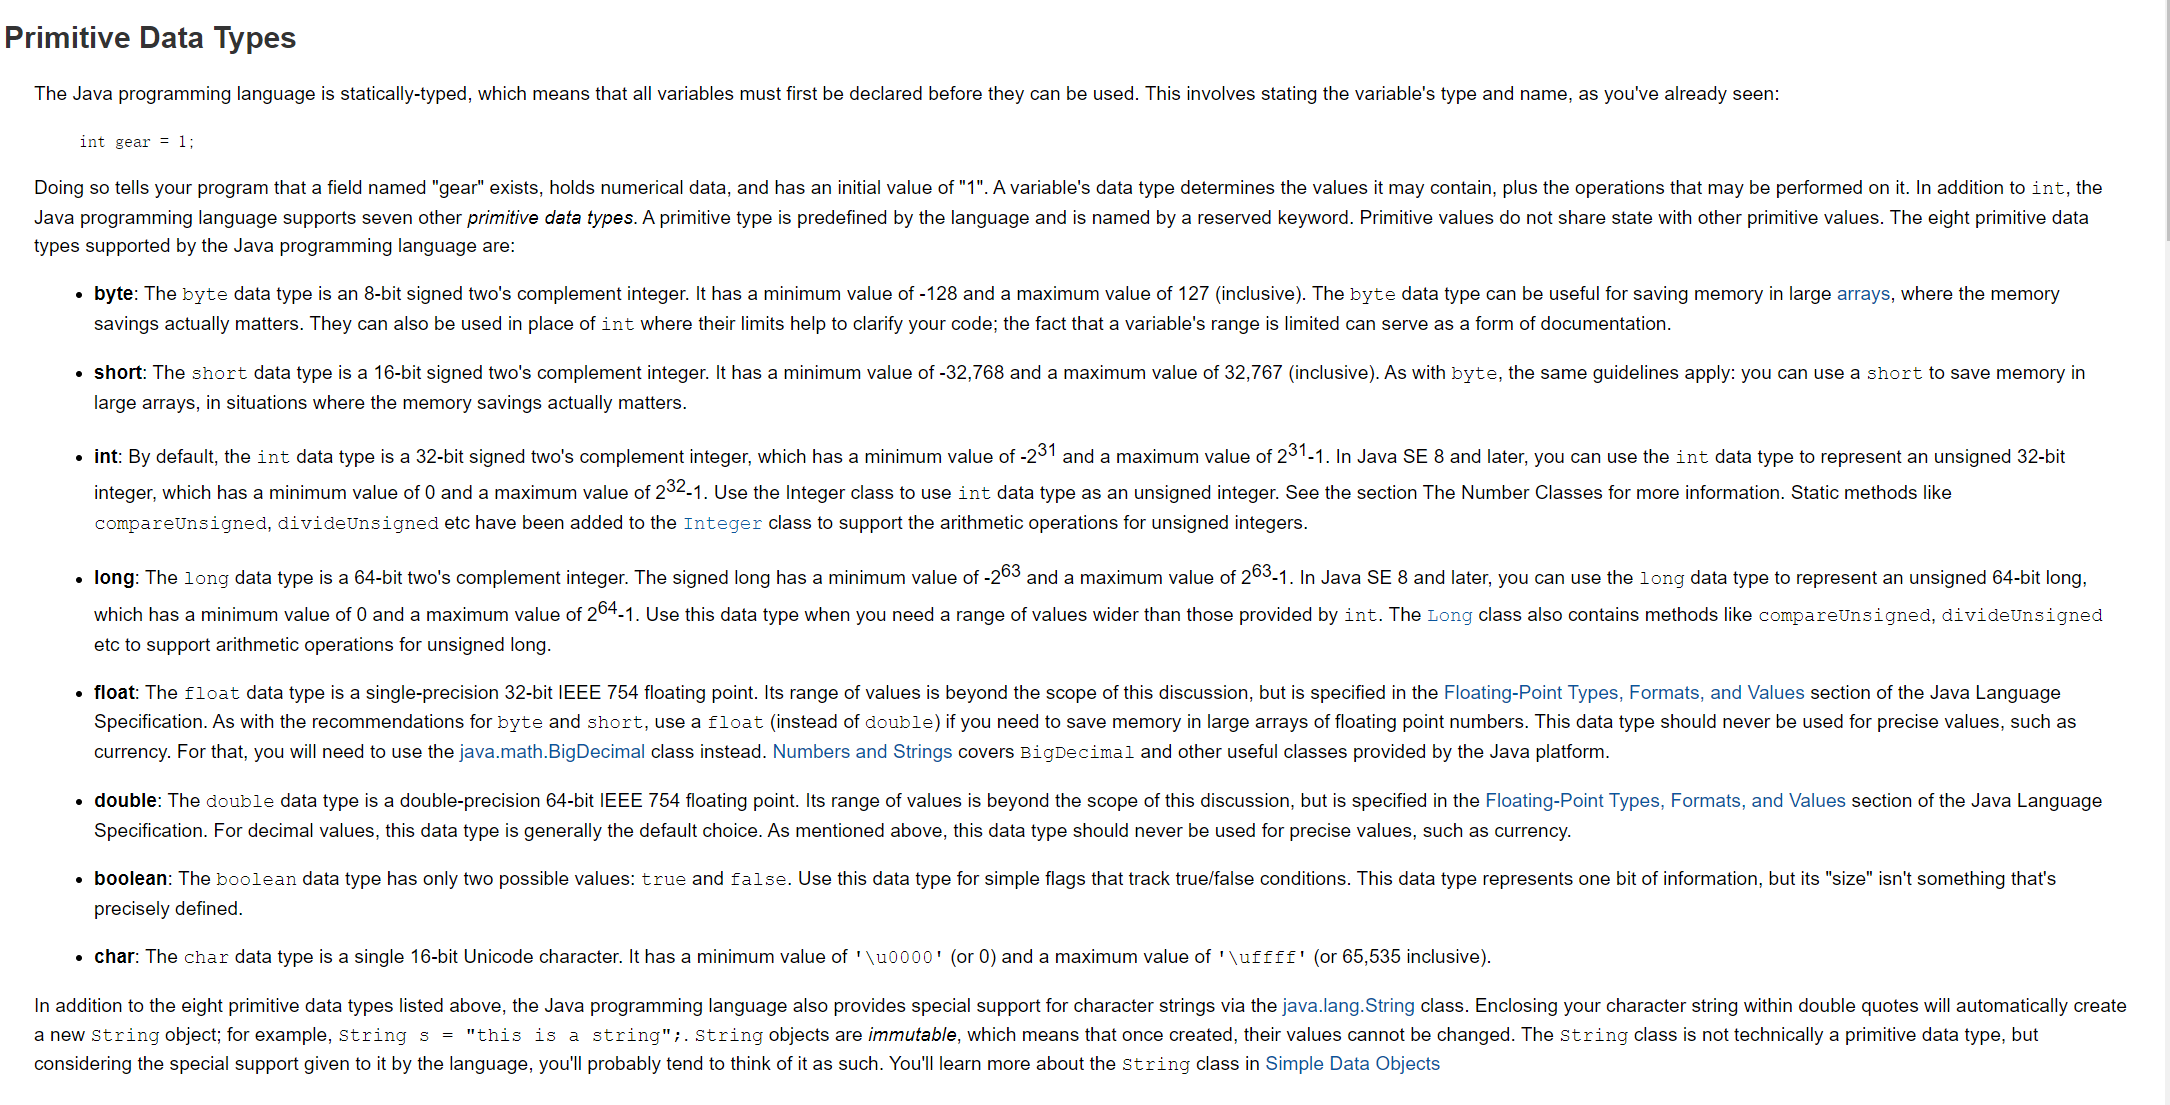 Primitive Data Types
The Java programming language is statically-typed, which means that all variables must first be declared before they can be used. This involves stating the variable's type and name, as you've already seen:
int gear = 1;
Doing so tells your program that a field named "gear" exists, holds numerical data, and has an initial value of "1". A variable's data type determines the values it may contain, plus the operations that may be performed on it. In addition to int, the
Java programming language supports seven other primitive data types. A primitive type is predefined by the language and is named by a reserved keyword. Primitive values do not share state with other primitive values. The eight primitive data
types supported by the Java programming language are:
• byte: The byte data type is an 8-bit signed two's complement integer. It has a minimum value of -128 and a maximum value of 127 (inclusive). The byte data type can be useful for saving memory in large arrays, where the memory
savings actually matters. They can also be used in place of int where their limits help to clarify your code; the fact that a variable's range is limited can serve as a form of documentation.
• short: The short data type is a 16-bit signed two's complement integer. It has a minimum value of -32,768 and a maximum value of 32,767 (inclusive). As with byte, the same guidelines apply: you can use a short to save memory in
large arrays, in situations where the memory savings actually matters.
• int: By default, the int data type is a 32-bit signed two's complement integer, which has a minimum value of -2³¹ and a maximum value of 2³¹-1. In Java SE 8 and later, you can use the int data type to represent an unsigned 32-bit
integer, which has a minimum value of 0 and a maximum value of 2³²-1. Use the Integer class to use int data type as an unsigned integer. See the section The Number Classes for more information. Static methods like
compareUnsigned, divideUnsigned etc have been added to the Integer class to support the arithmetic operations for unsigned integers.
• long: The long data type is a 64-bit two's complement integer. The signed long has a minimum value of -2⁶³ and a maximum value of 2⁶³-1. In Java SE 8 and later, you can use the long data type to represent an unsigned 64-bit long,
which has a minimum value of 0 and a maximum value of 2⁶⁴-1. Use this data type when you need a range of values wider than those provided by int. The Long class also contains methods like compareUnsigned, divideUnsigned
etc to support arithmetic operations for unsigned long.
• float: The float data type is a single-precision 32-bit IEEE 754 floating point. Its range of values is beyond the scope of this discussion, but is specified in the Floating-Point Types, Formats, and Values section of the Java Language
Specification. As with the recommendations for byte and short, use a float (instead of double) if you need to save memory in large arrays of floating point numbers. This data type should never be used for precise values, such as
currency. For that, you will need to use the java.math.BigDecimal class instead. Numbers and Strings covers BigDecimal and other useful classes provided by the Java platform.
• double: The double data type is a double-precision 64-bit IEEE 754 floating point. Its range of values is beyond the scope of this discussion, but is specified in the Floating-Point Types, Formats, and Values section of the Java Language
Specification. For decimal values, this data type is generally the default choice. As mentioned above, this data type should never be used for precise values, such as currency.
• boolean: The boolean data type has only two possible values: true and false. Use this data type for simple flags that track true/false conditions. This data type represents one bit of information, but its "size" isn't something that's
precisely defined.
• char: The char data type is a single 16-bit Unicode character. It has a minimum value of '\u0000' (or 0) and a maximum value of '\uffff' (or 65,535 inclusive).
In addition to the eight primitive data types listed above, the Java programming language also provides special support for character strings via the java.lang.String class. Enclosing your character string within double quotes will automatically create
a new String object; for example, String s = "this is a string";. String objects are immutable, which means that once created, their values cannot be changed. The String class is not technically a primitive data type, but
considering the special support given to it by the language, you'll probably tend to think of it as such. You'll learn more about the String class in Simple Data Objects